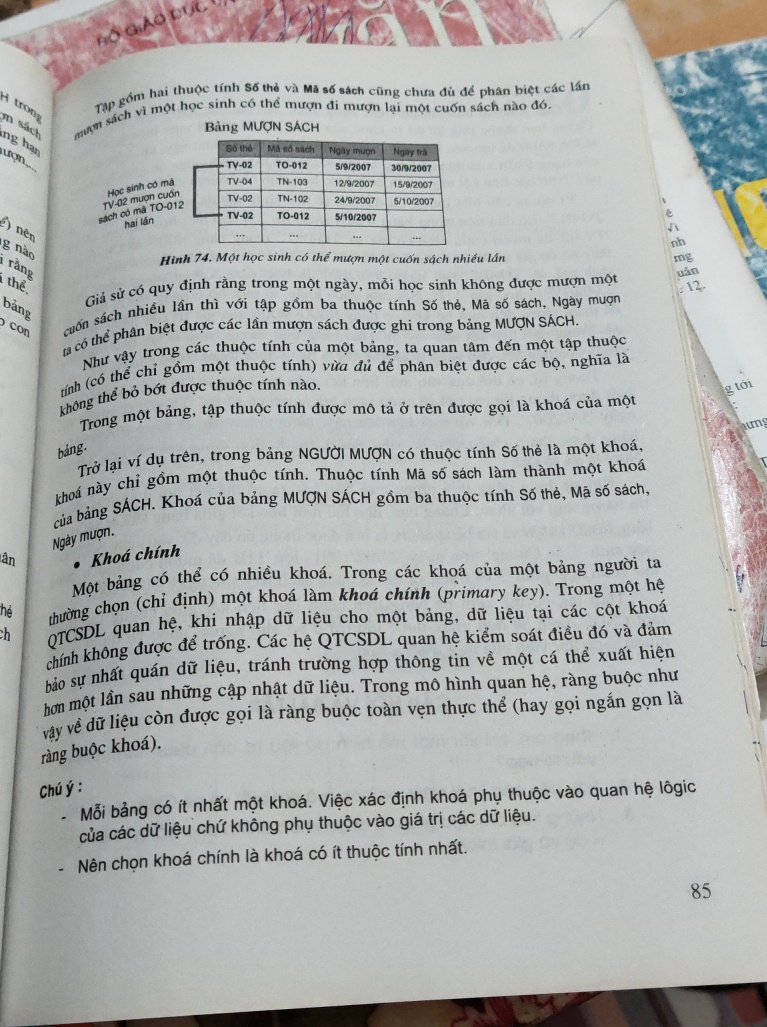 BỘ GIÁO DỤC
Tập gồm hai thuộc tính Số thẻ và Mã số sách cũng chưa đủ để phân biệt các lần
mượn sách vì một học sinh có thể mượn đi mượn lại một cuốn sách nào đó.
Bảng MƯỢN SÁCH
Số thẻ Mã số sách Ngày mượn Ngày trả
TV-02 TO-012 5/9/2007 30/9/2007
TV-04 TN-103 12/9/2007 15/9/2007
TV-02 TN-102 24/9/2007 5/10/2007
TV-02 TO-012 5/10/2007
... ... ... ...
Học sinh có mã
TV-02 mượn cuốn
sách có mã TO-012
hai lần
Hình 74. Một học sinh có thể mượn một cuốn sách nhiều lần
Giả sử có quy định rằng trong một ngày, mỗi học sinh không được mượn một
cuốn sách nhiều lần thì với tập gồm ba thuộc tính Số thẻ, Mã số sách, Ngày mượn
ta có thể phân biệt được các lần mượn sách được ghi trong bảng MƯỢN SÁCH.
Như vậy trong các thuộc tính của một bảng, ta quan tâm đến một tập thuộc
tính (có thể chỉ gồm một thuộc tính) vừa đủ để phân biệt được các bộ, nghĩa là
không thể bỏ bớt được thuộc tính nào.
Trong một bảng, tập thuộc tính được mô tả ở trên được gọi là khoá của một
bảng.
Trở lại ví dụ trên, trong bảng NGƯỜI MƯỢN có thuộc tính Số thẻ là một khoá,
khoá này chỉ gồm một thuộc tính. Thuộc tính Mã số sách làm thành một khoá
của bảng SÁCH. Khoá của bảng MƯỢN SÁCH gồm ba thuộc tính Số thẻ, Mã số sách,
Ngày mượn.
• Khoá chính
Một bảng có thể có nhiều khoá. Trong các khoá của một bảng người ta
thường chọn (chỉ định) một khoá làm khoá chính (primary key). Trong một hệ
QTCSDL quan hệ, khi nhập dữ liệu cho một bảng, dữ liệu tại các cột khoá
chính không được để trống. Các hệ QTCSDL quan hệ kiểm soát điều đó và đảm
bảo sự nhất quán dữ liệu, tránh trường hợp thông tin về một cá thể xuất hiện
hơn một lần sau những cập nhật dữ liệu. Trong mô hình quan hệ, ràng buộc như
vậy về dữ liệu còn được gọi là ràng buộc toàn vẹn thực thể (hay gọi ngắn gọn là
ràng buộc khoá).
Chú ý :
- Mỗi bảng có ít nhất một khoá. Việc xác định khoá phụ thuộc vào quan hệ lôgic
của các dữ liệu chứ không phụ thuộc vào giá trị các dữ liệu.
- Nên chọn khoá chính là khoá có ít thuộc tính nhất.
85